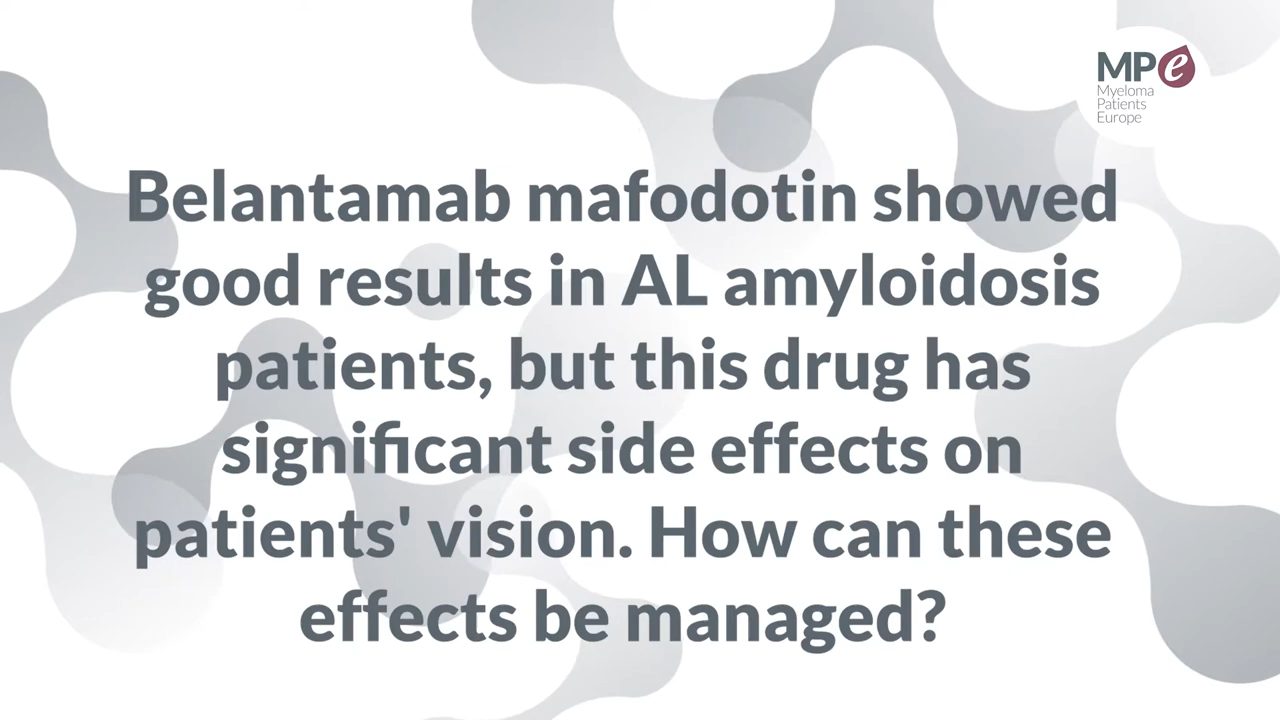 MPe
Myeloma
Patients
Europe
Belantamab mafodotin showed
good results in AL amyloidosis
patients, but this drug has
significant side effects on
patients' vision. How can these
effects be managed?